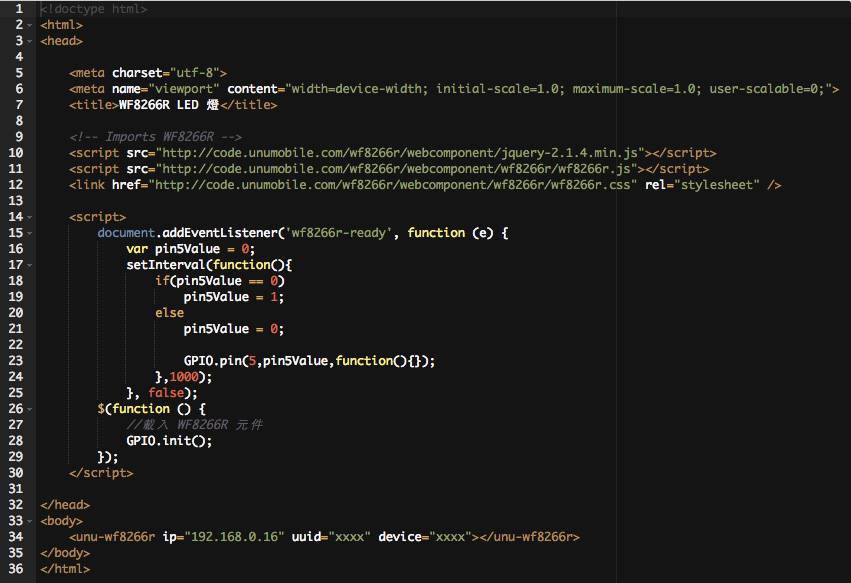 1 <!doctype html>
2 <html>
3 <head>
4
5     <meta charset="utf-8">
6     <meta name="viewport" content="width=device-width; initial-scale=1.0; maximum-scale=1.0; user-scalable=0;">
7     <title>WF8266R LED 燈</title>
8
9     <!-- Imports WF8266R -->
10     <script src="http://code.unumobile.com/wf8266r/webcomponent/jquery-2.1.4.min.js"></script>
11     <script src="http://code.unumobile.com/wf8266r/webcomponent/wf8266r/wf8266r.js"></script>
12     <link href="http://code.unumobile.com/wf8266r/webcomponent/wf8266r/wf8266r.css" rel="stylesheet" />
13
14     <script>
15         document.addEventListener('wf8266r-ready', function (e) {
16             var pin5Value = 0;
17             setInterval(function(){
18                 if(pin5Value == 0)
19                     pin5Value = 1;
20                 else
21                     pin5Value = 0;
22
23                     GPIO.pin(5,pin5Value,function(){});
24                 },1000);
25             }, false);
26         $(function () {
27             //載入 WF8266R 元件
28             GPIO.init();
29         });
30     </script>
31
32 </head>
33 <body>
34     <unu-wf8266r ip="192.168.0.16" uuid="xxxx" device="xxxx"></unu-wf8266r>
35 </body>
36 </html>